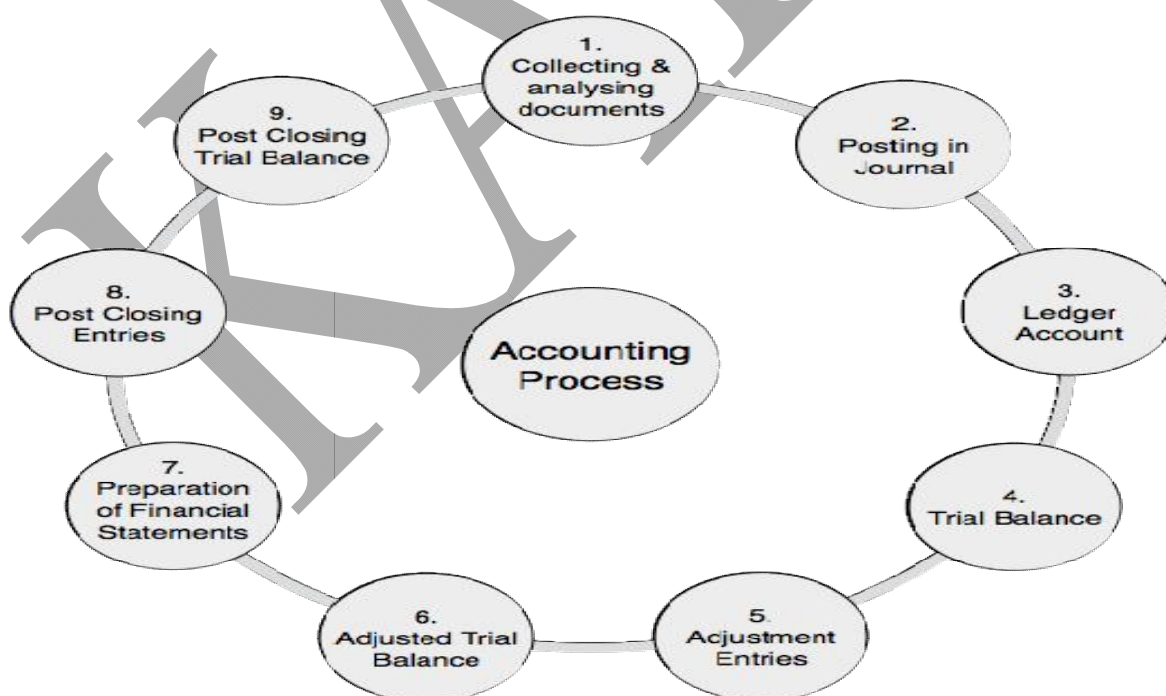 1.
Collecting &
analysing
documents
2.
Posting in
Journal
3.
Ledger
Account
4.
Trial Balance
5.
Adjustment
Entries
6.
Adjusted Trial
Balance
7.
Preparation
of Financial
Statements
8.
Post Closing
Entries
9.
Post Closing
Trial Balance
Accounting
Process